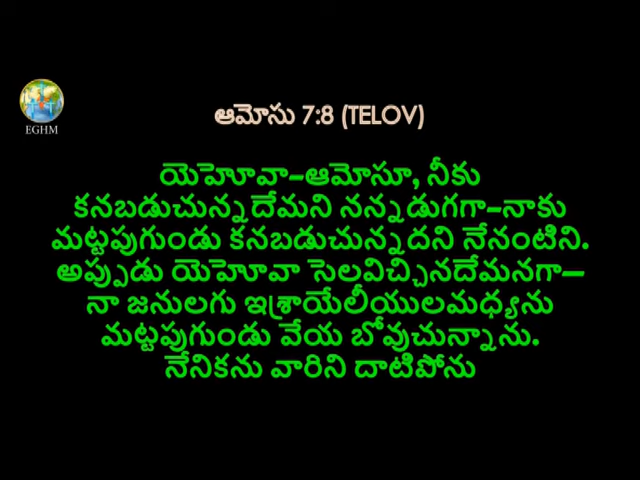 EGHM
ఆమోసు 7:8 (TELOV)
యెహోవా-ఆమోసూ, నీకు
కనబడుచున్నదేమని నన్నడుగగా-నాకు
మట్టపుగుండు కనబడుచున్నదని నేనంటిని.
అప్పుడు యెహోవా సెలవిచ్చినదేమనగా—
నా జనులగు ఇశ్రాయేలీయులమధ్యను
మట్టపుగుండు వేయ బోవుచున్నాను.
నేనికను వారిని దాటిపోను